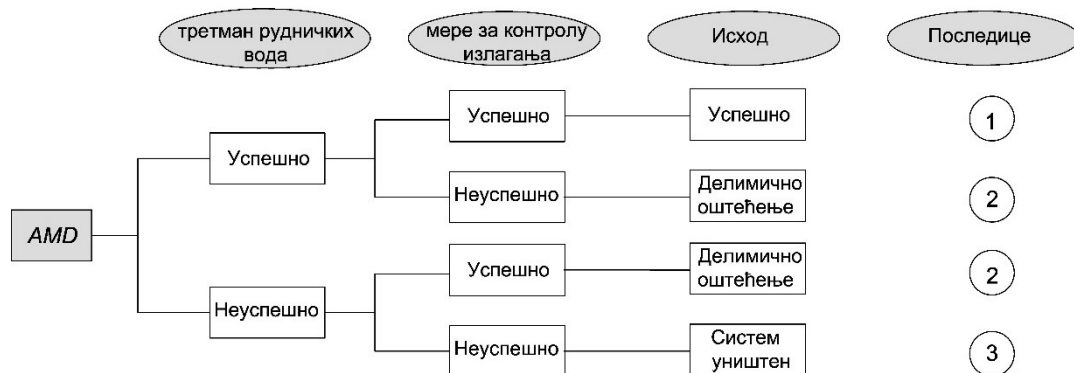 третман рудничких
вода
мере за контролу
излагања
Исход
Последице
Успешно
Успешно
1
Успешно
Неуспешно
Делимично
оштећење
2
AMD
Успешно
Делимично
оштећење
2
Неуспешно
Неуспешно
Систем
уништен
3